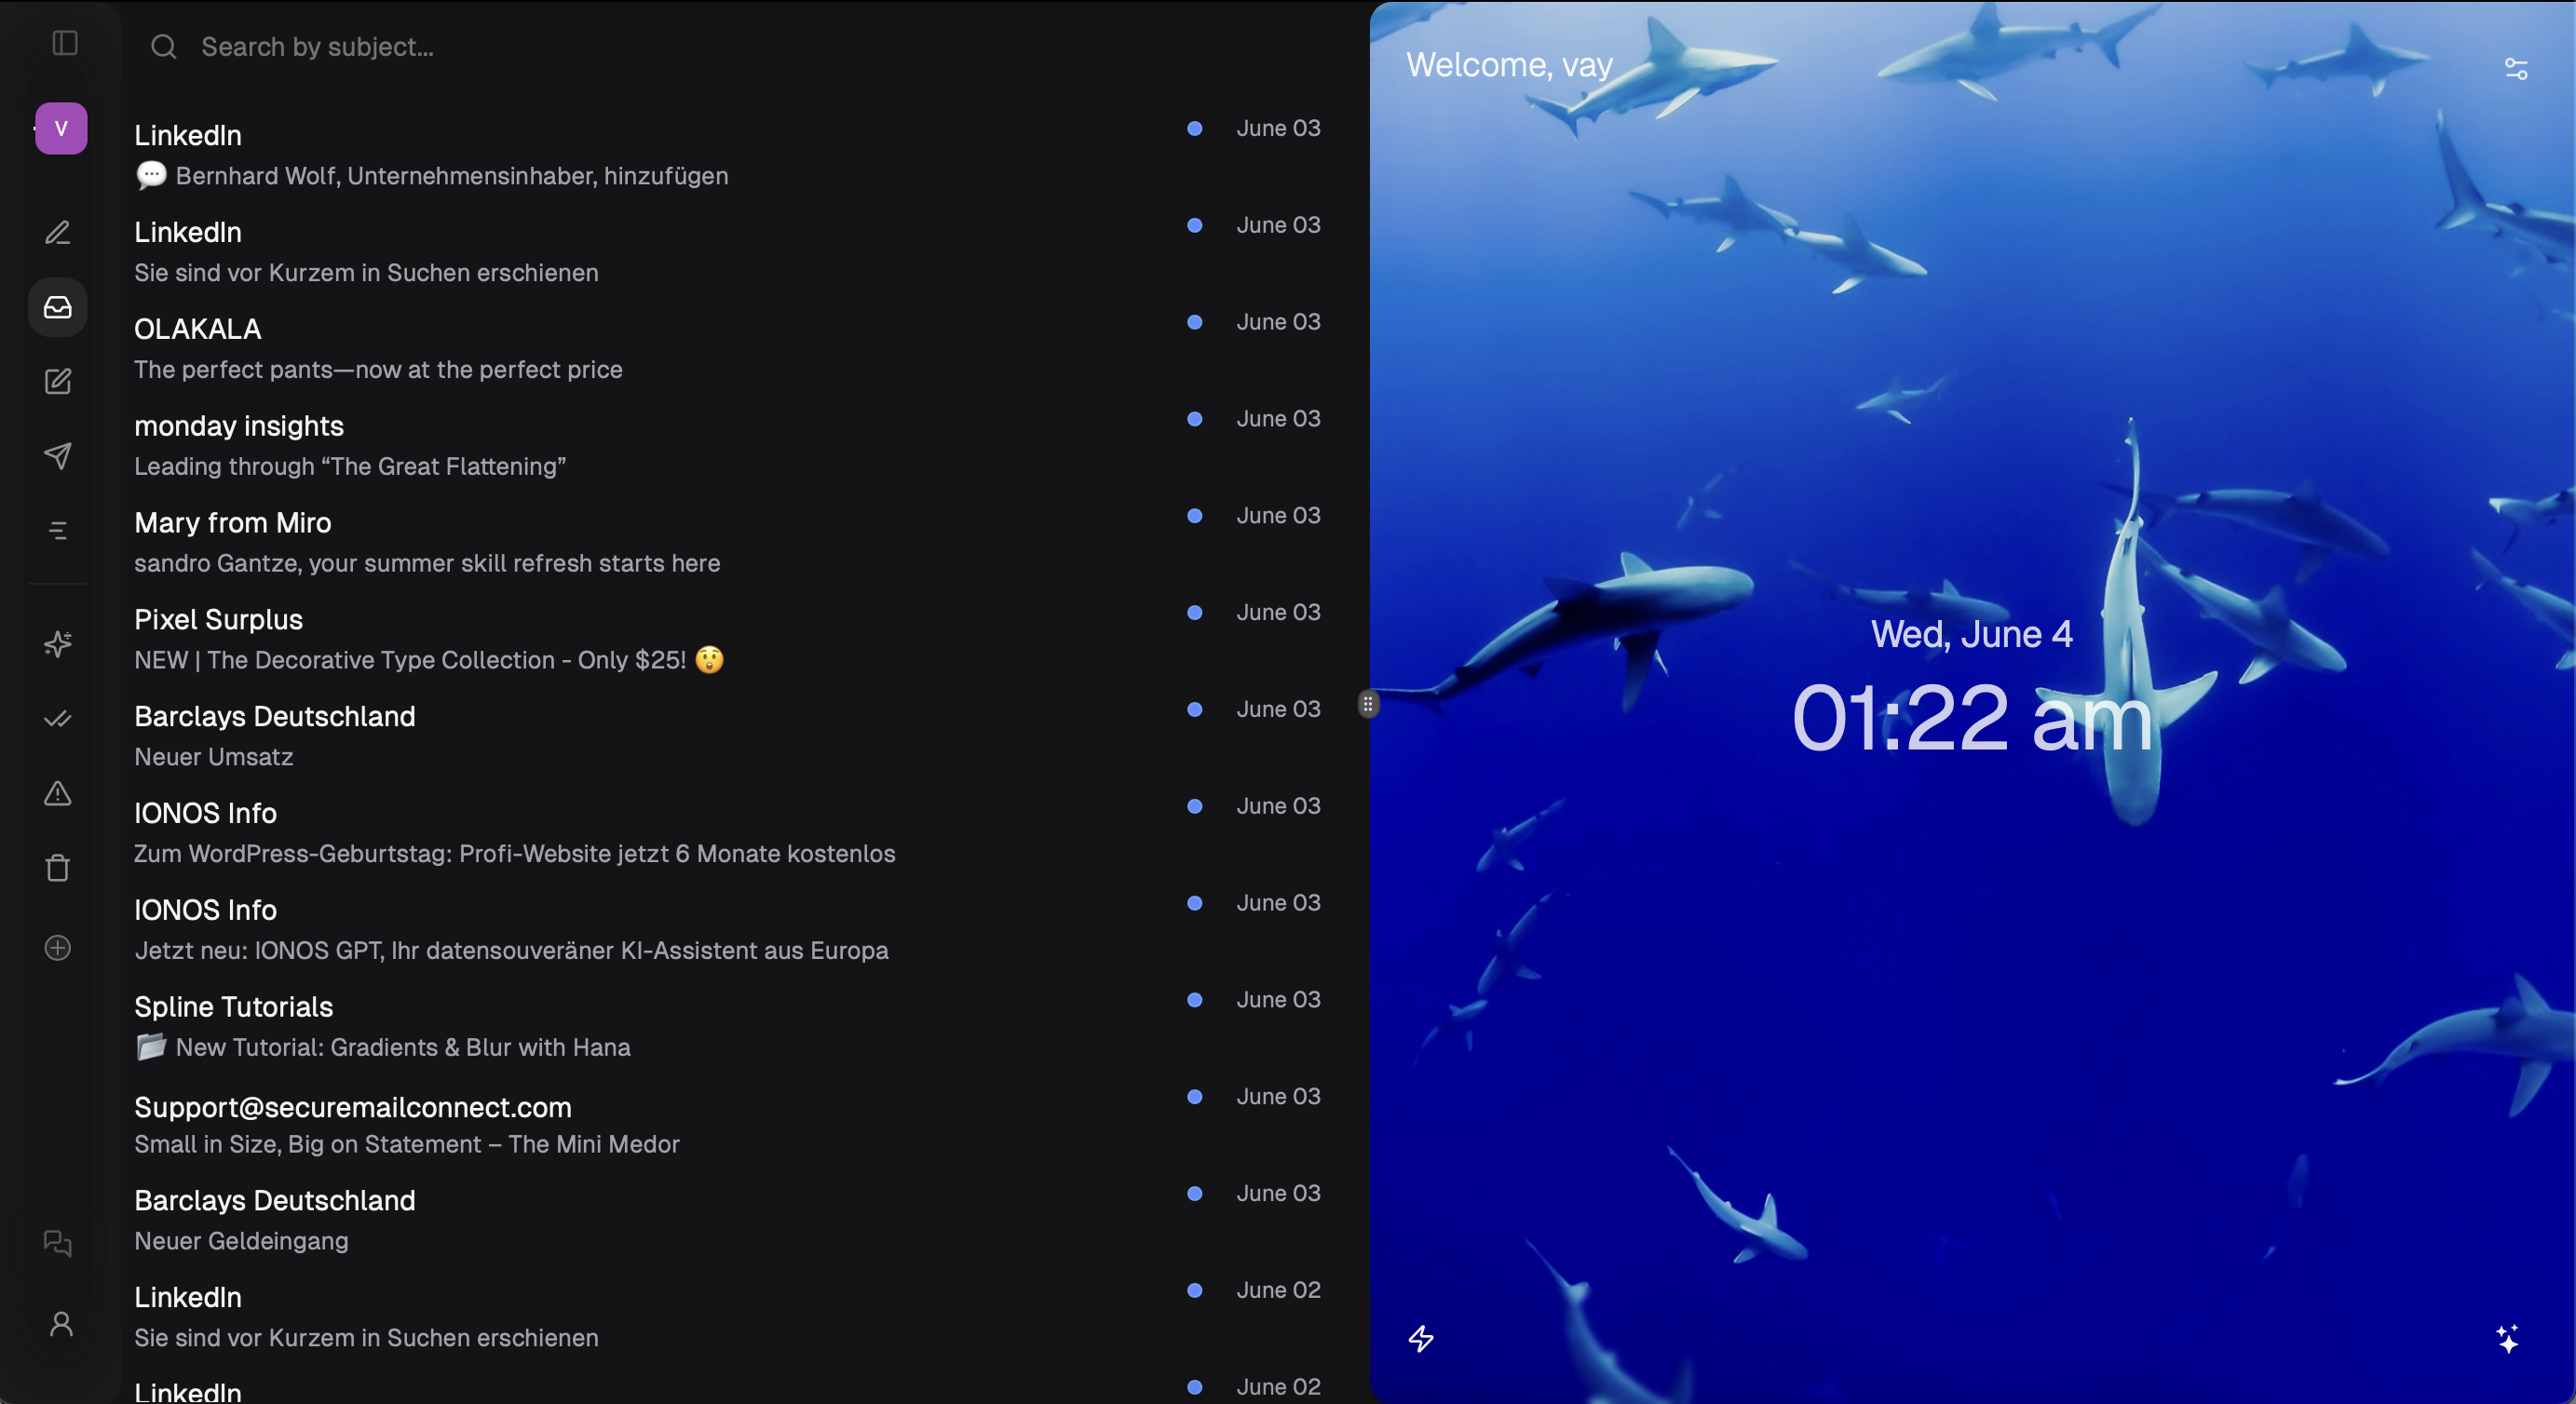 Search by subject...
V
LinkedIn
June 03
💬 Bernhard Wolf, Unternehmensinhaber, hinzufügen
LinkedIn
June 03
Sie sind vor Kurzem in Suchen erschienen
OLAKALA
June 03
The perfect pants—now at the perfect price
monday insights
June 03
Leading through “The Great Flattening”
Mary from Miro
June 03
sandro Gantze, your summer skill refresh starts here
Pixel Surplus
June 03
NEW | The Decorative Type Collection - Only $25! 😲
Barclays Deutschland
June 03
Neuer Umsatz
IONOS Info
June 03
Zum WordPress-Geburtstag: Profi-Website jetzt 6 Monate kostenlos
IONOS Info
June 03
Jetzt neu: IONOS GPT, Ihr datensouveräner KI-Assistent aus Europa
Spline Tutorials
June 03
📂 New Tutorial: Gradients & Blur with Hana
Support@securemailconnect.com
June 03
Small in Size, Big on Statement – The Mini Medor
Barclays Deutschland
June 03
Neuer Geldeingang
LinkedIn
June 02
Sie sind vor Kurzem in Suchen erschienen
LinkedIn
June 02
Welcome, vay
Wed, June 4
01:22 am